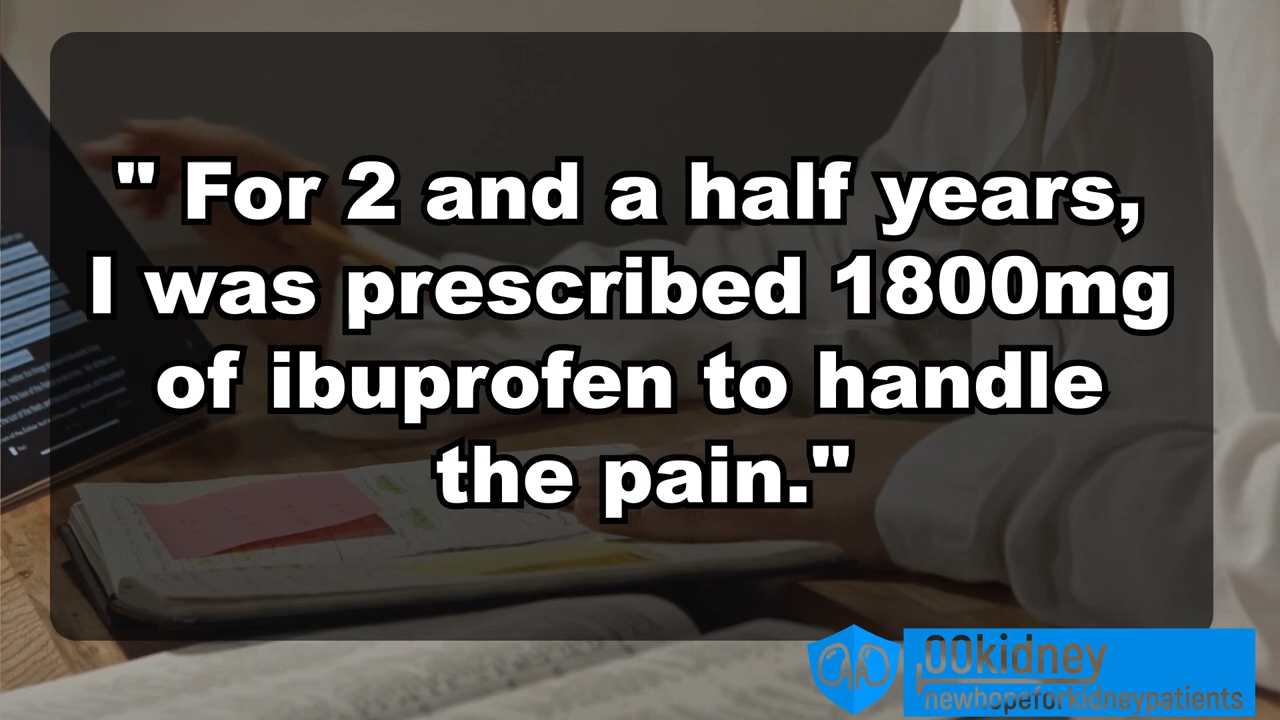 " For 2 and a half years,
I was prescribed 1800mg
of ibuprofen to handle
the pain."
00kidney
newhopeforkidneypatients